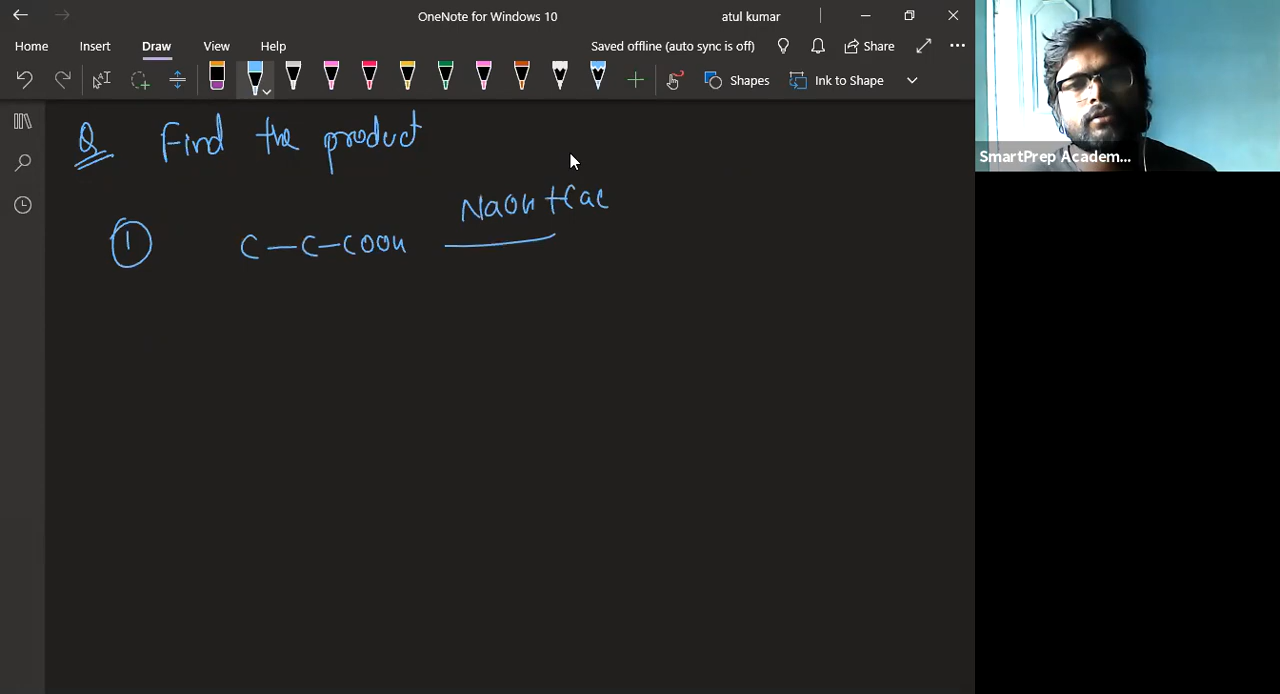 OneNote for Windows 10
atul kumar
Home Insert Draw View Help
Saved offline (auto sync is off)
Share
Shapes
Ink to Shape
SmartPrep Academ...
Q Find the product
NaOH + Cao
1 C-C-COOH